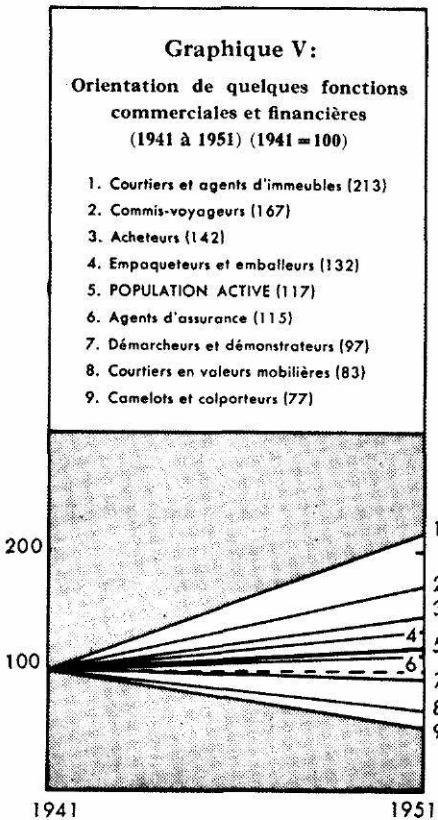 Graphique V:
Orientation de quelques fonctions
commerciales et financières
(1941 à 1951) (1941 = 100)
1. Courtiers et agents d'immeubles (213)
2. Commis-voyageurs (167)
3. Acheteurs (142)
4. Empaqueteurs et emballeurs (132)
5. POPULATION ACTIVE (117)
6. Agents d'assurance (115)
7. Démarcheurs et démonstrateurs (97)
8. Courtiers en valeurs mobilières (83)
9. Camelots et colporteurs (77)
1
200
2
3
4
5
100
6
7
8
9
1941 1951